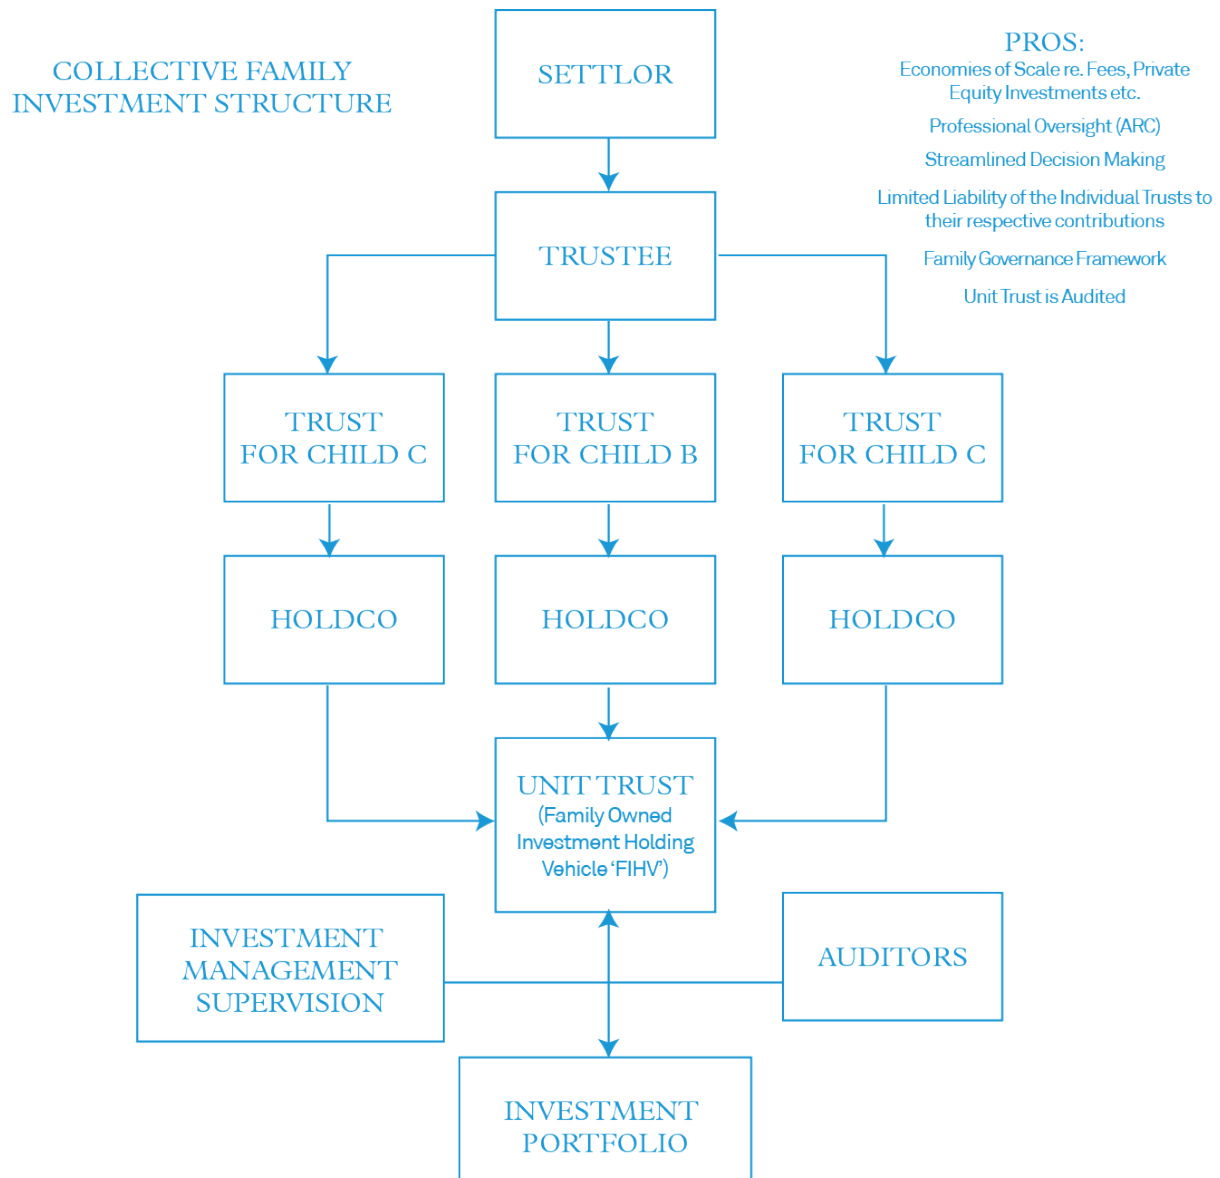 COLLECTIVE FAMILY
INVESTMENT STRUCTURE
SETTLOR
PROS:
Economies of Scale re. Fees, Private
Equity Investments etc.
Professional Oversight (ARC)
Streamlined Decision Making
Limited Liability of the Individual Trusts to
their respective contributions
Family Governance Framework
Unit Trust is Audited
TRUSTEE
TRUST
FOR CHILD C
TRUST
FOR CHILD B
TRUST
FOR CHILD C
HOLDCO
HOLDCO
HOLDCO
UNIT TRUST
(Family Owned
Investment Holding
Vehicle ‘FIHV’)
INVESTMENT
MANAGEMENT
SUPERVISION
AUDITORS
INVESTMENT
PORTFOLIO